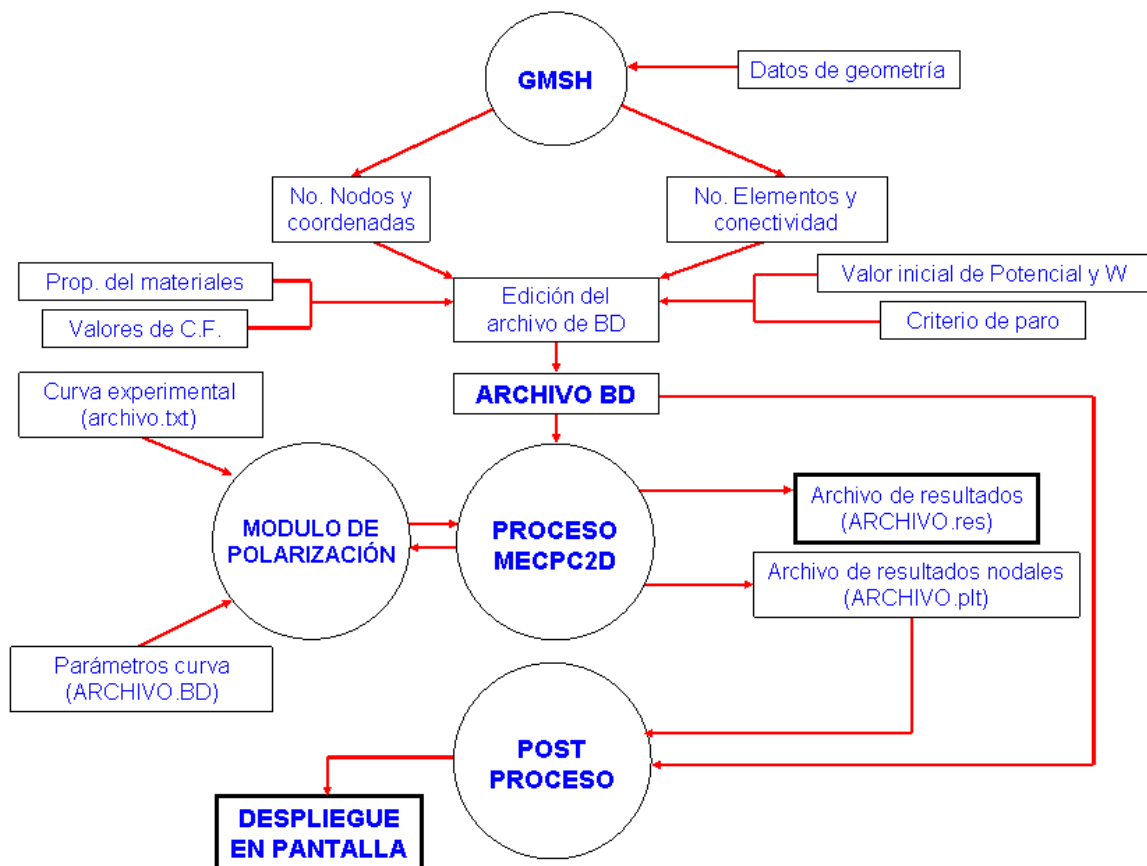 GMSH
Datos de geometría
No. Nodos y
coordenadas
No. Elementos y
conectividad
Prop. del materiales
Valores de C.F.
Edición del
archivo de BD
Valor inicial de Potencial y W
Criterio de paro
ARCHIVO BD
Curva experimental
(archivo.txt)
MODULO DE
POLARIZACIÓN
PROCESO
MECPC2D
Archivo de resultados
(ARCHIVO.res)
Archivo de resultados nodales
(ARCHIVO.plt)
Parámetros curva
(ARCHIVO.BD)
POST
PROCESO
DESPLIEGUE
EN PANTALLA